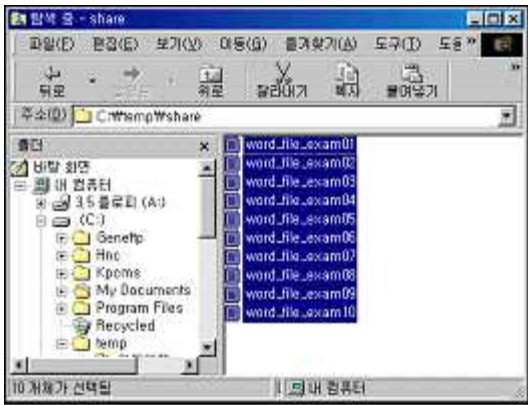 탐색 중 - share
파일(F) 편집(E) 보기(V) 이동(G) 즐겨찾기(A) 도구(T) 도움
뒤로 위로 잘라내기 복사 붙여넣기
주소(D) C:₩temp₩share
폴더
바탕 화면
내 컴퓨터
3.5 플로피 (A:)
(C:)
Geneftp
Hnc
Kpoms
My Documents
Program Files
Recycled
temp
word_file_exam01
word_file_exam02
word_file_exam03
word_file_exam04
word_file_exam05
word_file_exam06
word_file_exam07
word_file_exam08
word_file_exam09
word_file_exam10
10 개체가 선택됨 내 컴퓨터